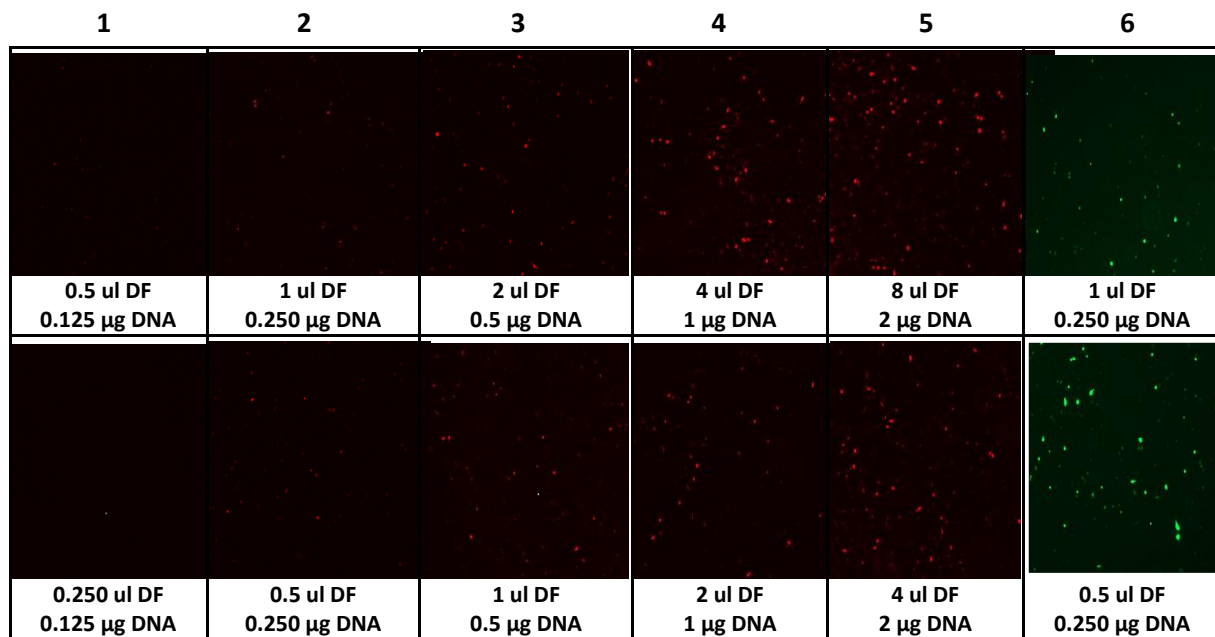 1 2 3 4 5 6
0.5 ul DF 1 ul DF 2 ul DF 4 ul DF 8 ul DF 1 ul DF
0.125 µg DNA 0.250 µg DNA 0.5 µg DNA 1 µg DNA 2 µg DNA 0.250 µg DNA
0.250 ul DF 0.5 ul DF 1 ul DF 2 ul DF 4 ul DF 0.5 ul DF
0.125 µg DNA 0.250 µg DNA 0.5 µg DNA 1 µg DNA 2 µg DNA 0.250 µg DNA